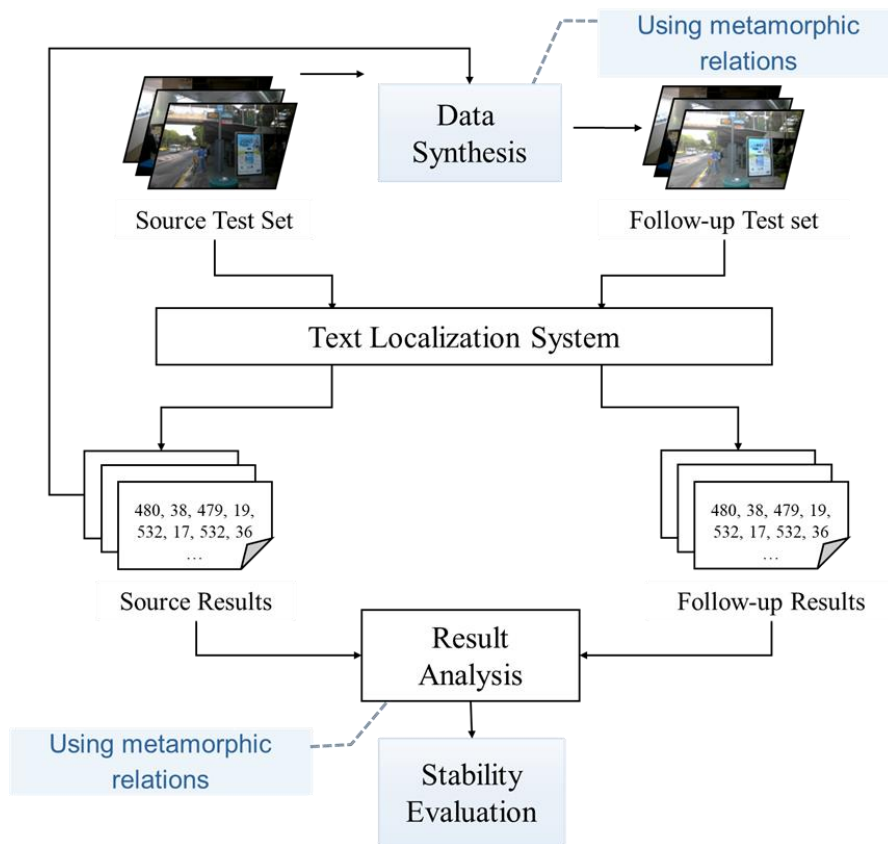 Using metamorphic
relations
Data
Synthesis
Source Test Set
Follow-up Test set
Text Localization System
480, 38, 479, 19,
532, 17, 532, 36
…
480, 38, 479, 19,
532, 17, 532, 36
…
Source Results
Follow-up Results
Result
Analysis
Using metamorphic
relations
Stability
Evaluation